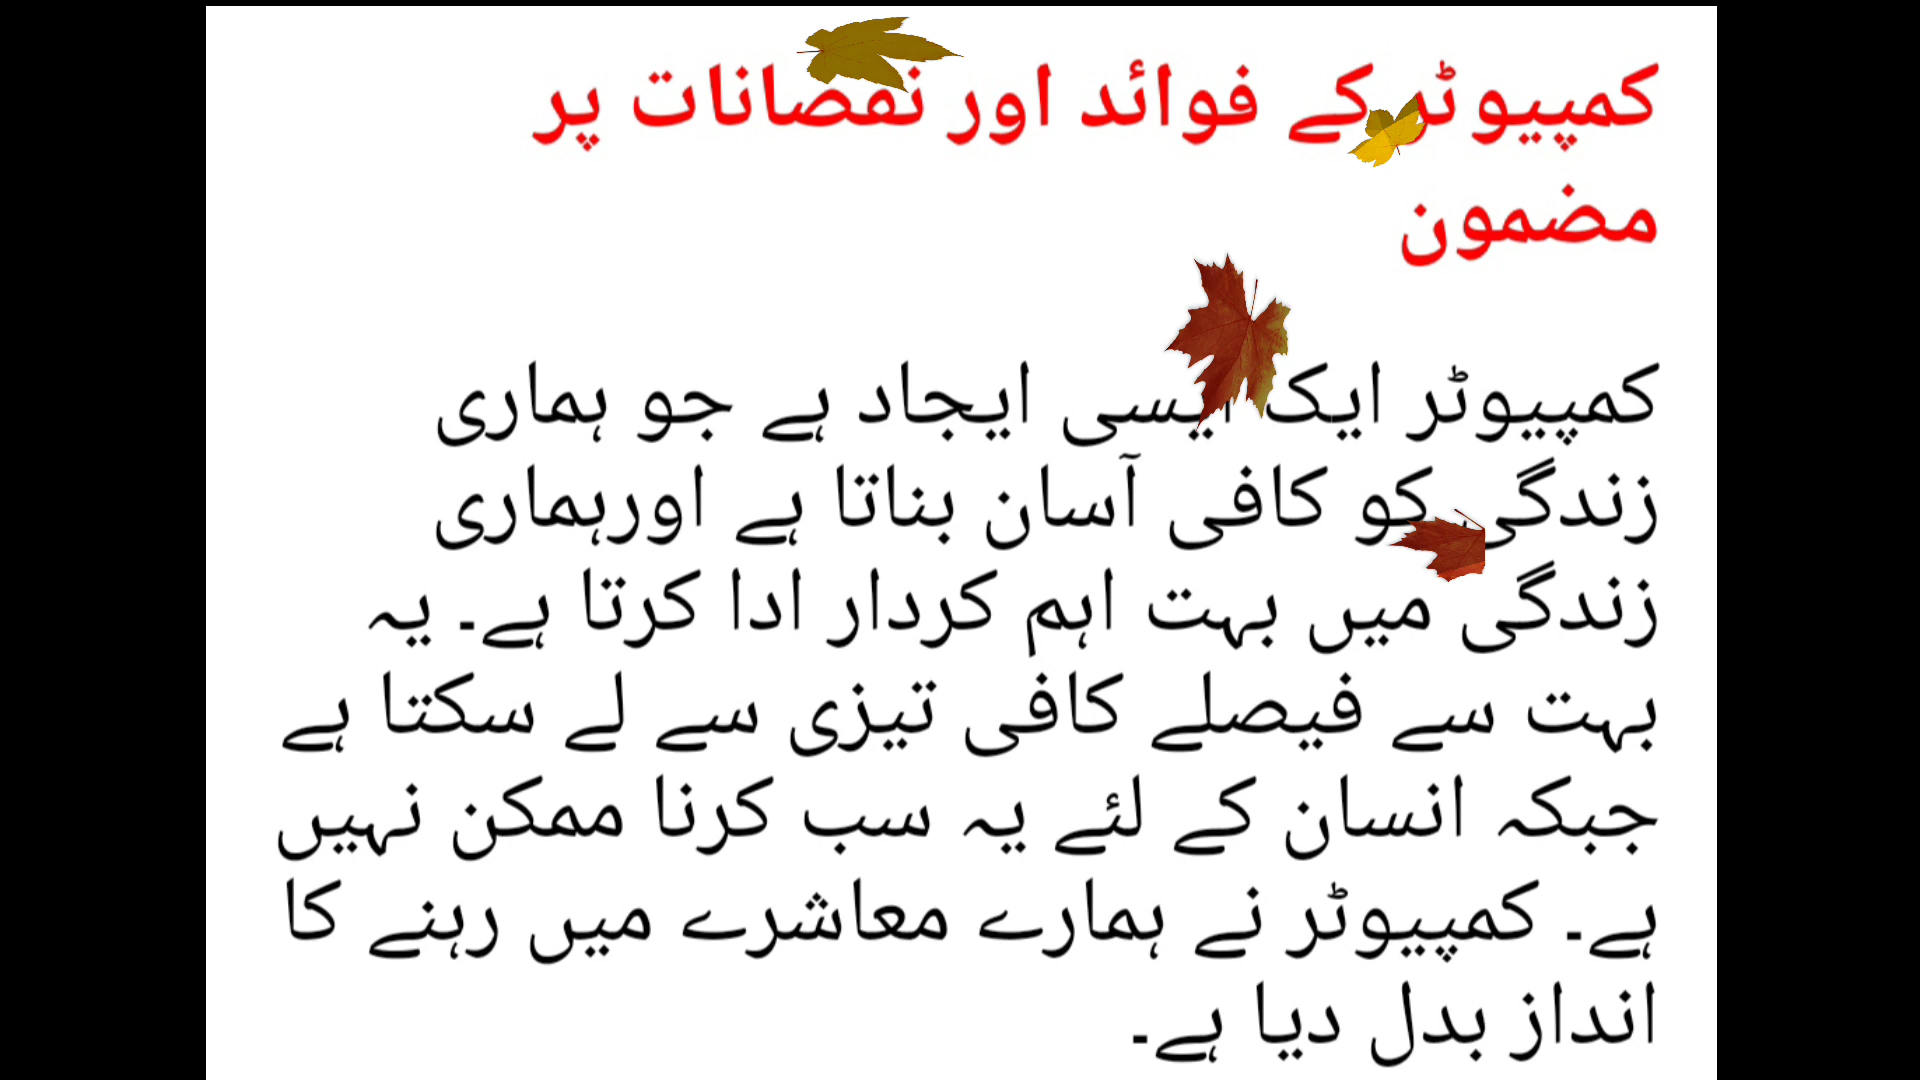 کمپیوٹر کے فوائد اور نقصانات پر
مضمون
کمپیوٹر ایک ایسی ایجاد ہے جو ہماری
زندگی کو کافی آسان بناتا ہے اورہماری
زندگی میں بہت اہم کردار ادا کرتا ہے۔ یہ
بہت سے فیصلے کافی تیزی سے لے سکتا ہے
جبکہ انسان کے لئے یہ سب کرنا ممکن نہیں
ہے۔ کمپیوٹر نے ہمارے معاشرے میں رہنے کا
انداز بدل دیا ہے۔